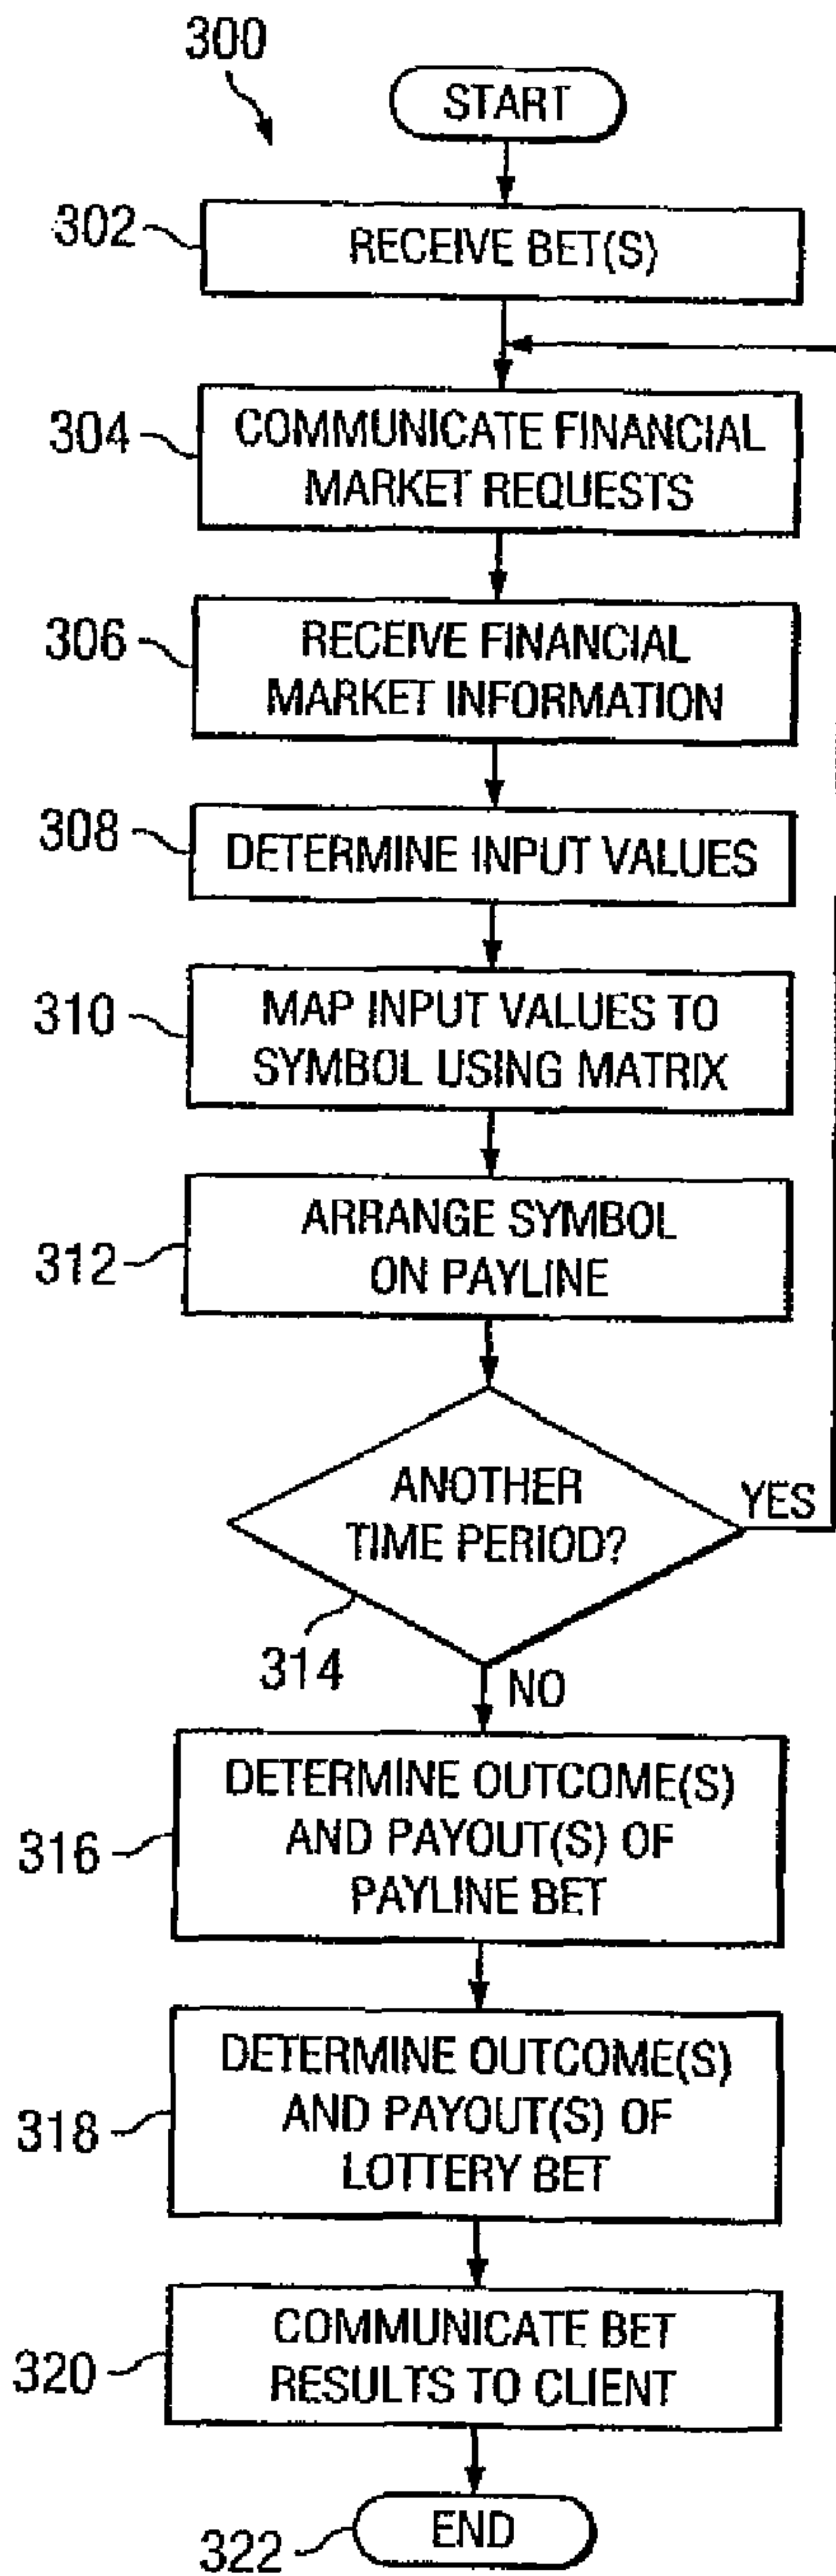 300
START
302
RECEIVE BET(S)
304
COMMUNICATE FINANCIAL
MARKET REQUESTS
306
RECEIVE FINANCIAL
MARKET INFORMATION
308
DETERMINE INPUT VALUES
310
MAP INPUT VALUES TO
SYMBOL USING MATRIX
312
ARRANGE SYMBOL
ON PAYLINE
ANOTHER
TIME PERIOD?
YES
314
NO
316
DETERMINE OUTCOME(S)
AND PAYOUT(S) OF
PAYLINE BET
318
DETERMINE OUTCOME(S)
AND PAYOUT(S) OF
LOTTERY BET
320
COMMUNICATE BET
RESULTS TO CLIENT
322
END